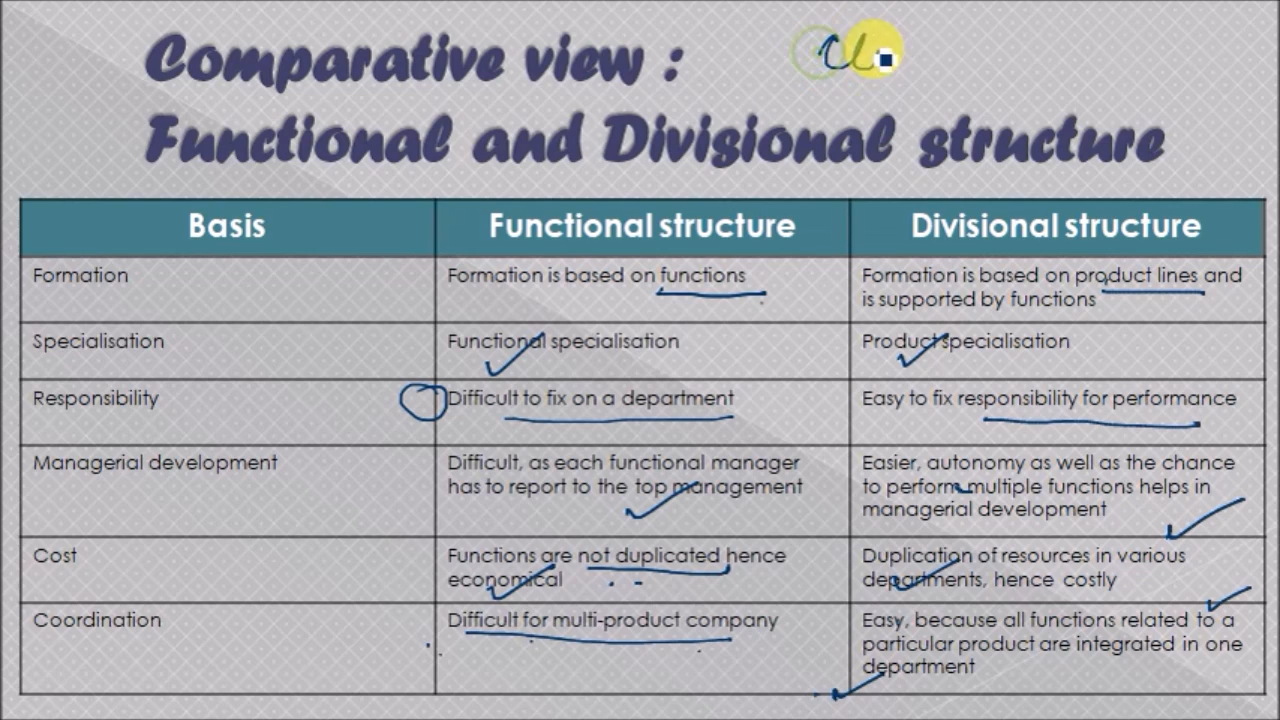 Comparative view :
Functional and Divisional structure
Basis
Functional structure
Divisional structure
Formation
Formation is based on functions
Formation is based on product lines and
is supported by functions
Specialisation
Functional specialisation
Product specialisation
Responsibility
Difficult to fix on a department
Easy to fix responsibility for performance
Managerial development
Difficult, as each functional manager
has to report to the top management
Easier, autonomy as well as the chance
to perform multiple functions helps in
managerial development
Cost
Functions are not duplicated hence
economical
Duplication of resources in various
departments, hence costly
Coordination
Difficult for multi-product company
Easy, because all functions related to a
particular product are integrated in one
department